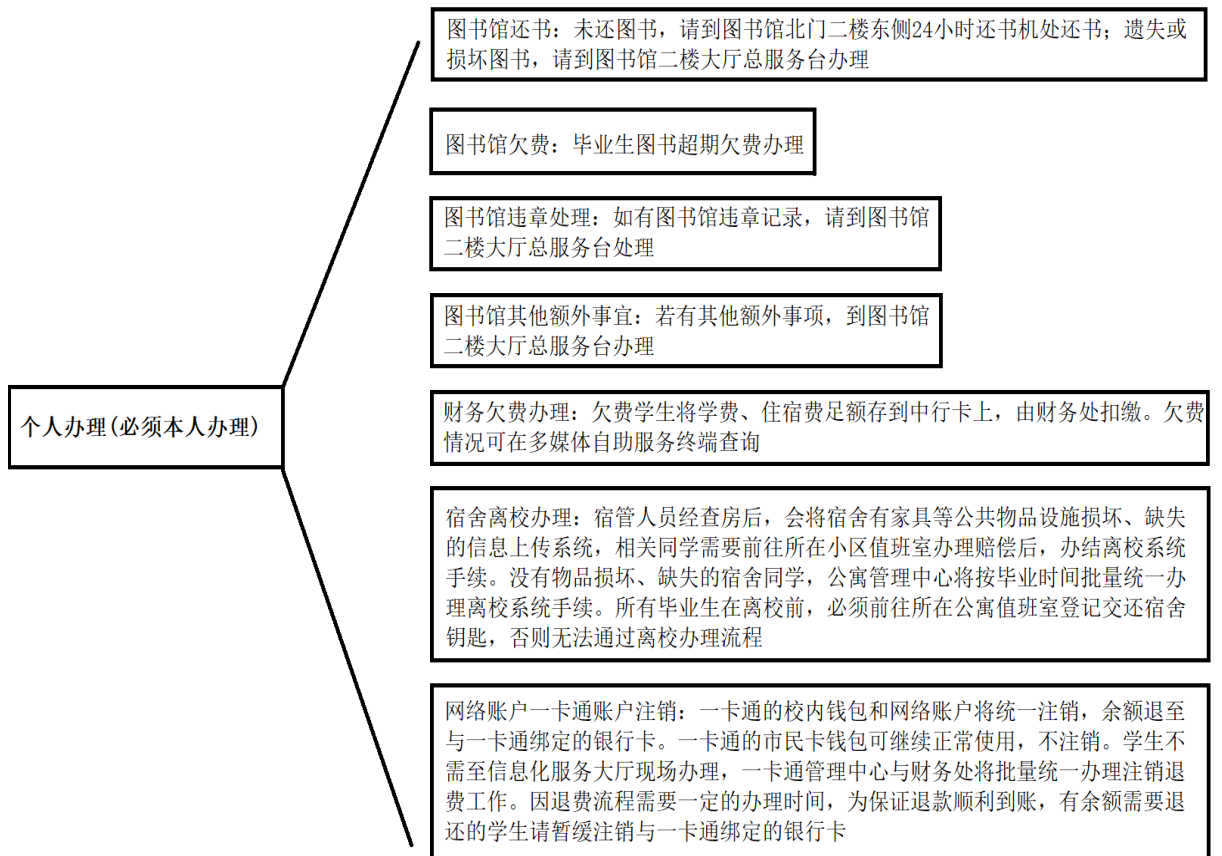 图书馆还书：未还图书，请到图书馆北门二楼东侧24小时还书机处还书；遗失或
损坏图书，请到图书馆二楼大厅总服务台办理
图书馆欠费：毕业生图书超期欠费办理
图书馆违章处理：如有图书馆违章记录，请到图书馆
二楼大厅总服务台处理
图书馆其他额外事宜：若有其他额外事项，到图书馆
二楼大厅总服务台办理
个人办理(必须本人办理)
财务欠费办理：欠费学生将学费、住宿费足额存到中行卡上，由财务处扣缴。欠费
情况可在多媒体自助服务终端查询
宿舍离校办理：宿管人员经查房后，会将宿舍有家具等公共物品设施损坏、缺失
的信息上传系统，相关同学需要前往所在小区值班室办理赔偿后，办结离校系统
手续。没有物品损坏、缺失的宿舍同学，公寓管理中心将按毕业时间批量统一办
理离校系统手续。所有毕业生在离校前，必须前往所在公寓值班室登记交还宿舍
钥匙，否则无法通过离校办理流程
网络账户一卡通账户注销：一卡通的校内钱包和网络账户将统一注销，余额退至
与一卡通绑定的银行卡。一卡通的市民卡钱包可继续正常使用，不注销。学生不
需至信息化服务大厅现场办理，一卡通管理中心与财务处将批量统一办理注销退
费工作。因退费流程需要一定的办理时间，为保证退款顺利到账，有余额需要退
还的学生请暂缓注销与一卡通绑定的银行卡